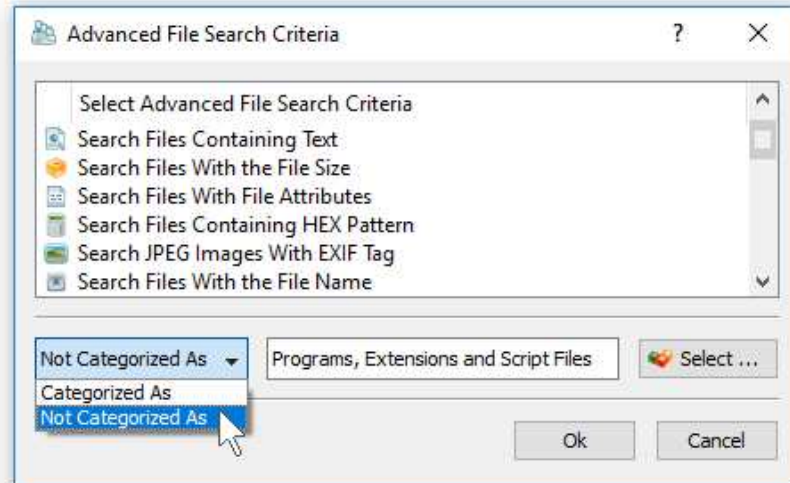 Advanced File Search Criteria ?
Select Advanced File Search Criteria
Search Files Containing Text
Search Files With the File Size
Search Files With File Attributes
Search Files Containing HEX Pattern
Search JPEG Images With EXIF Tag
Search Files With the File Name
Not Categorized As Programs, Extensions and Script Files Select ...
Categorized As
Not Categorized As
Ok Cancel